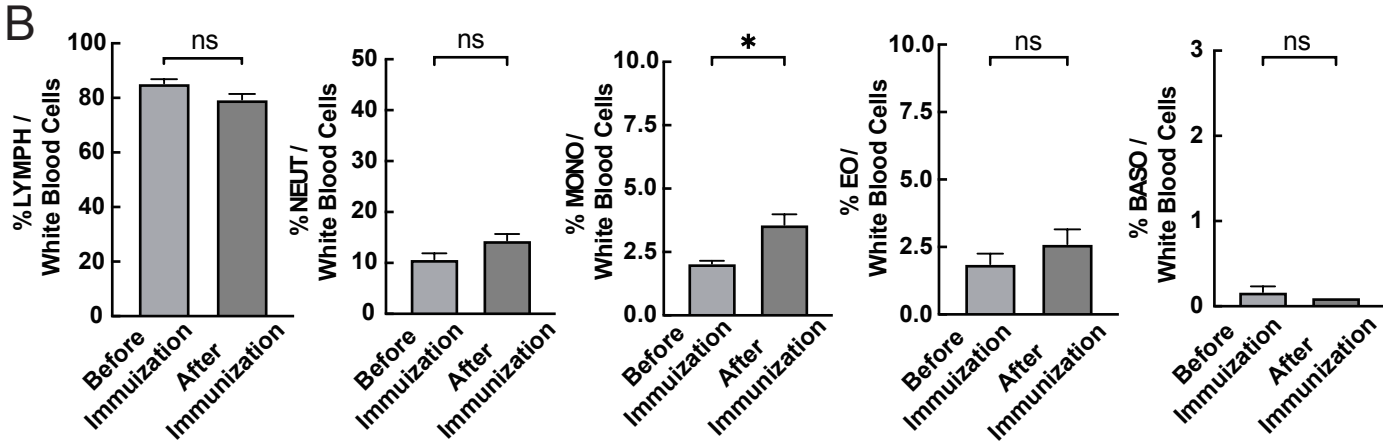 B
%LYMPH /
White Blood Cells
100
80
60
40
20
0
ns
Before
Immuization
After
Immunization
%NEUT /
White Blood Cells
50
40
30
20
10
0
ns
Before
Immuization
After
Immunization
% MONO /
White Blood Cells
10.0
7.5
5.0
2.5
0.0
*
Before
Immuization
After
Immunization
% EO /
White Blood Cells
10.0
7.5
5.0
2.5
0.0
ns
Before
Immuization
After
Immunization
% BASO /
White Blood Cells
3
2
1
0
ns
Before
Immuization
After
Immunization